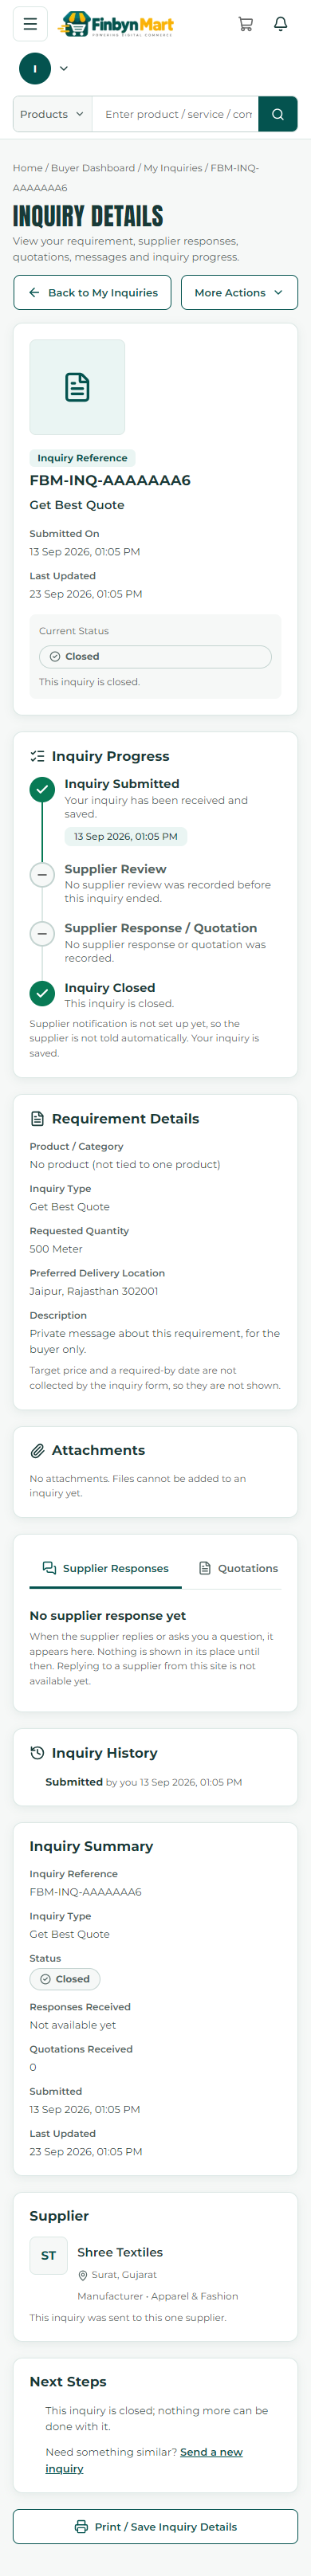 FinbynMart
POWERING DIGITAL COMMERCE
I
Products
Enter product / service / com
Home / Buyer Dashboard / My Inquiries / FBM-INQ-
AAAAAAA6
INQUIRY DETAILS
View your requirement, supplier responses,
quotations, messages and inquiry progress.
Back to My Inquiries
More Actions
Inquiry Reference
FBM-INQ-AAAAAAA6
Get Best Quote
Submitted On
13 Sep 2026, 01:05 PM
Last Updated
23 Sep 2026, 01:05 PM
Current Status
Closed
This inquiry is closed.
Inquiry Progress
Inquiry Submitted
Your inquiry has been received and
saved.
13 Sep 2026, 01:05 PM
Supplier Review
No supplier review was recorded before
this inquiry ended.
Supplier Response / Quotation
No supplier response or quotation was
recorded.
Inquiry Closed
This inquiry is closed.
Supplier notification is not set up yet, so the
supplier is not told automatically. Your inquiry is
saved.
Requirement Details
Product / Category
No product (not tied to one product)
Inquiry Type
Get Best Quote
Requested Quantity
500 Meter
Preferred Delivery Location
Jaipur, Rajasthan 302001
Description
Private message about this requirement, for the
buyer only.
Target price and a required-by date are not
collected by the inquiry form, so they are not shown.
Attachments
No attachments. Files cannot be added to an
inquiry yet.
Supplier Responses
Quotations
No supplier response yet
When the supplier replies or asks you a question, it
appears here. Nothing is shown in its place until
then. Replying to a supplier from this site is not
available yet.
Inquiry History
Submitted by you 13 Sep 2026, 01:05 PM
Inquiry Summary
Inquiry Reference
FBM-INQ-AAAAAAA6
Inquiry Type
Get Best Quote
Status
Closed
Responses Received
Not available yet
Quotations Received
0
Submitted
13 Sep 2026, 01:05 PM
Last Updated
23 Sep 2026, 01:05 PM
Supplier
ST
Shree Textiles
Surat, Gujarat
Manufacturer • Apparel & Fashion
This inquiry was sent to this one supplier.
Next Steps
This inquiry is closed; nothing more can be
done with it.
Need something similar? Send a new
inquiry
Print / Save Inquiry Details